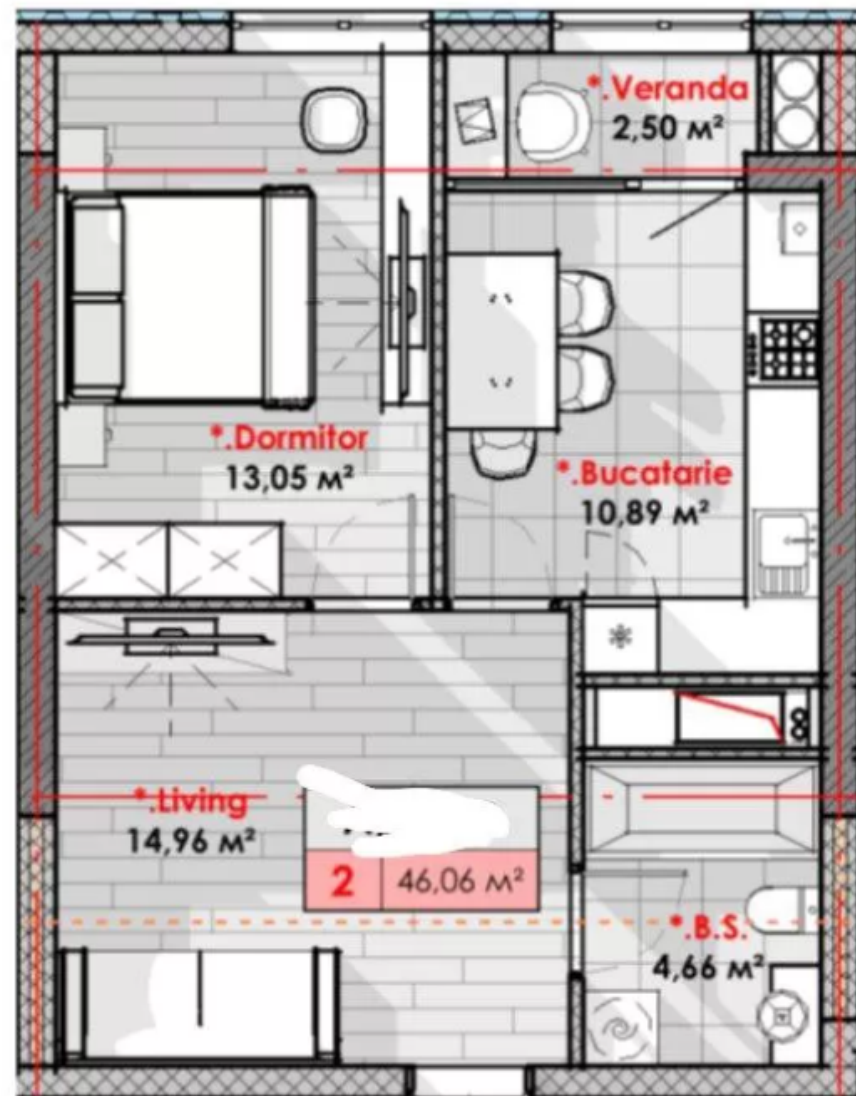 *.Veranda
2,50 м²
*.Dormitor
13,05 м²
*.Bucatarie
10,89 м²
*.Living
14,96 м²
2 46,06 м²
*.B.S.
4,66 м²